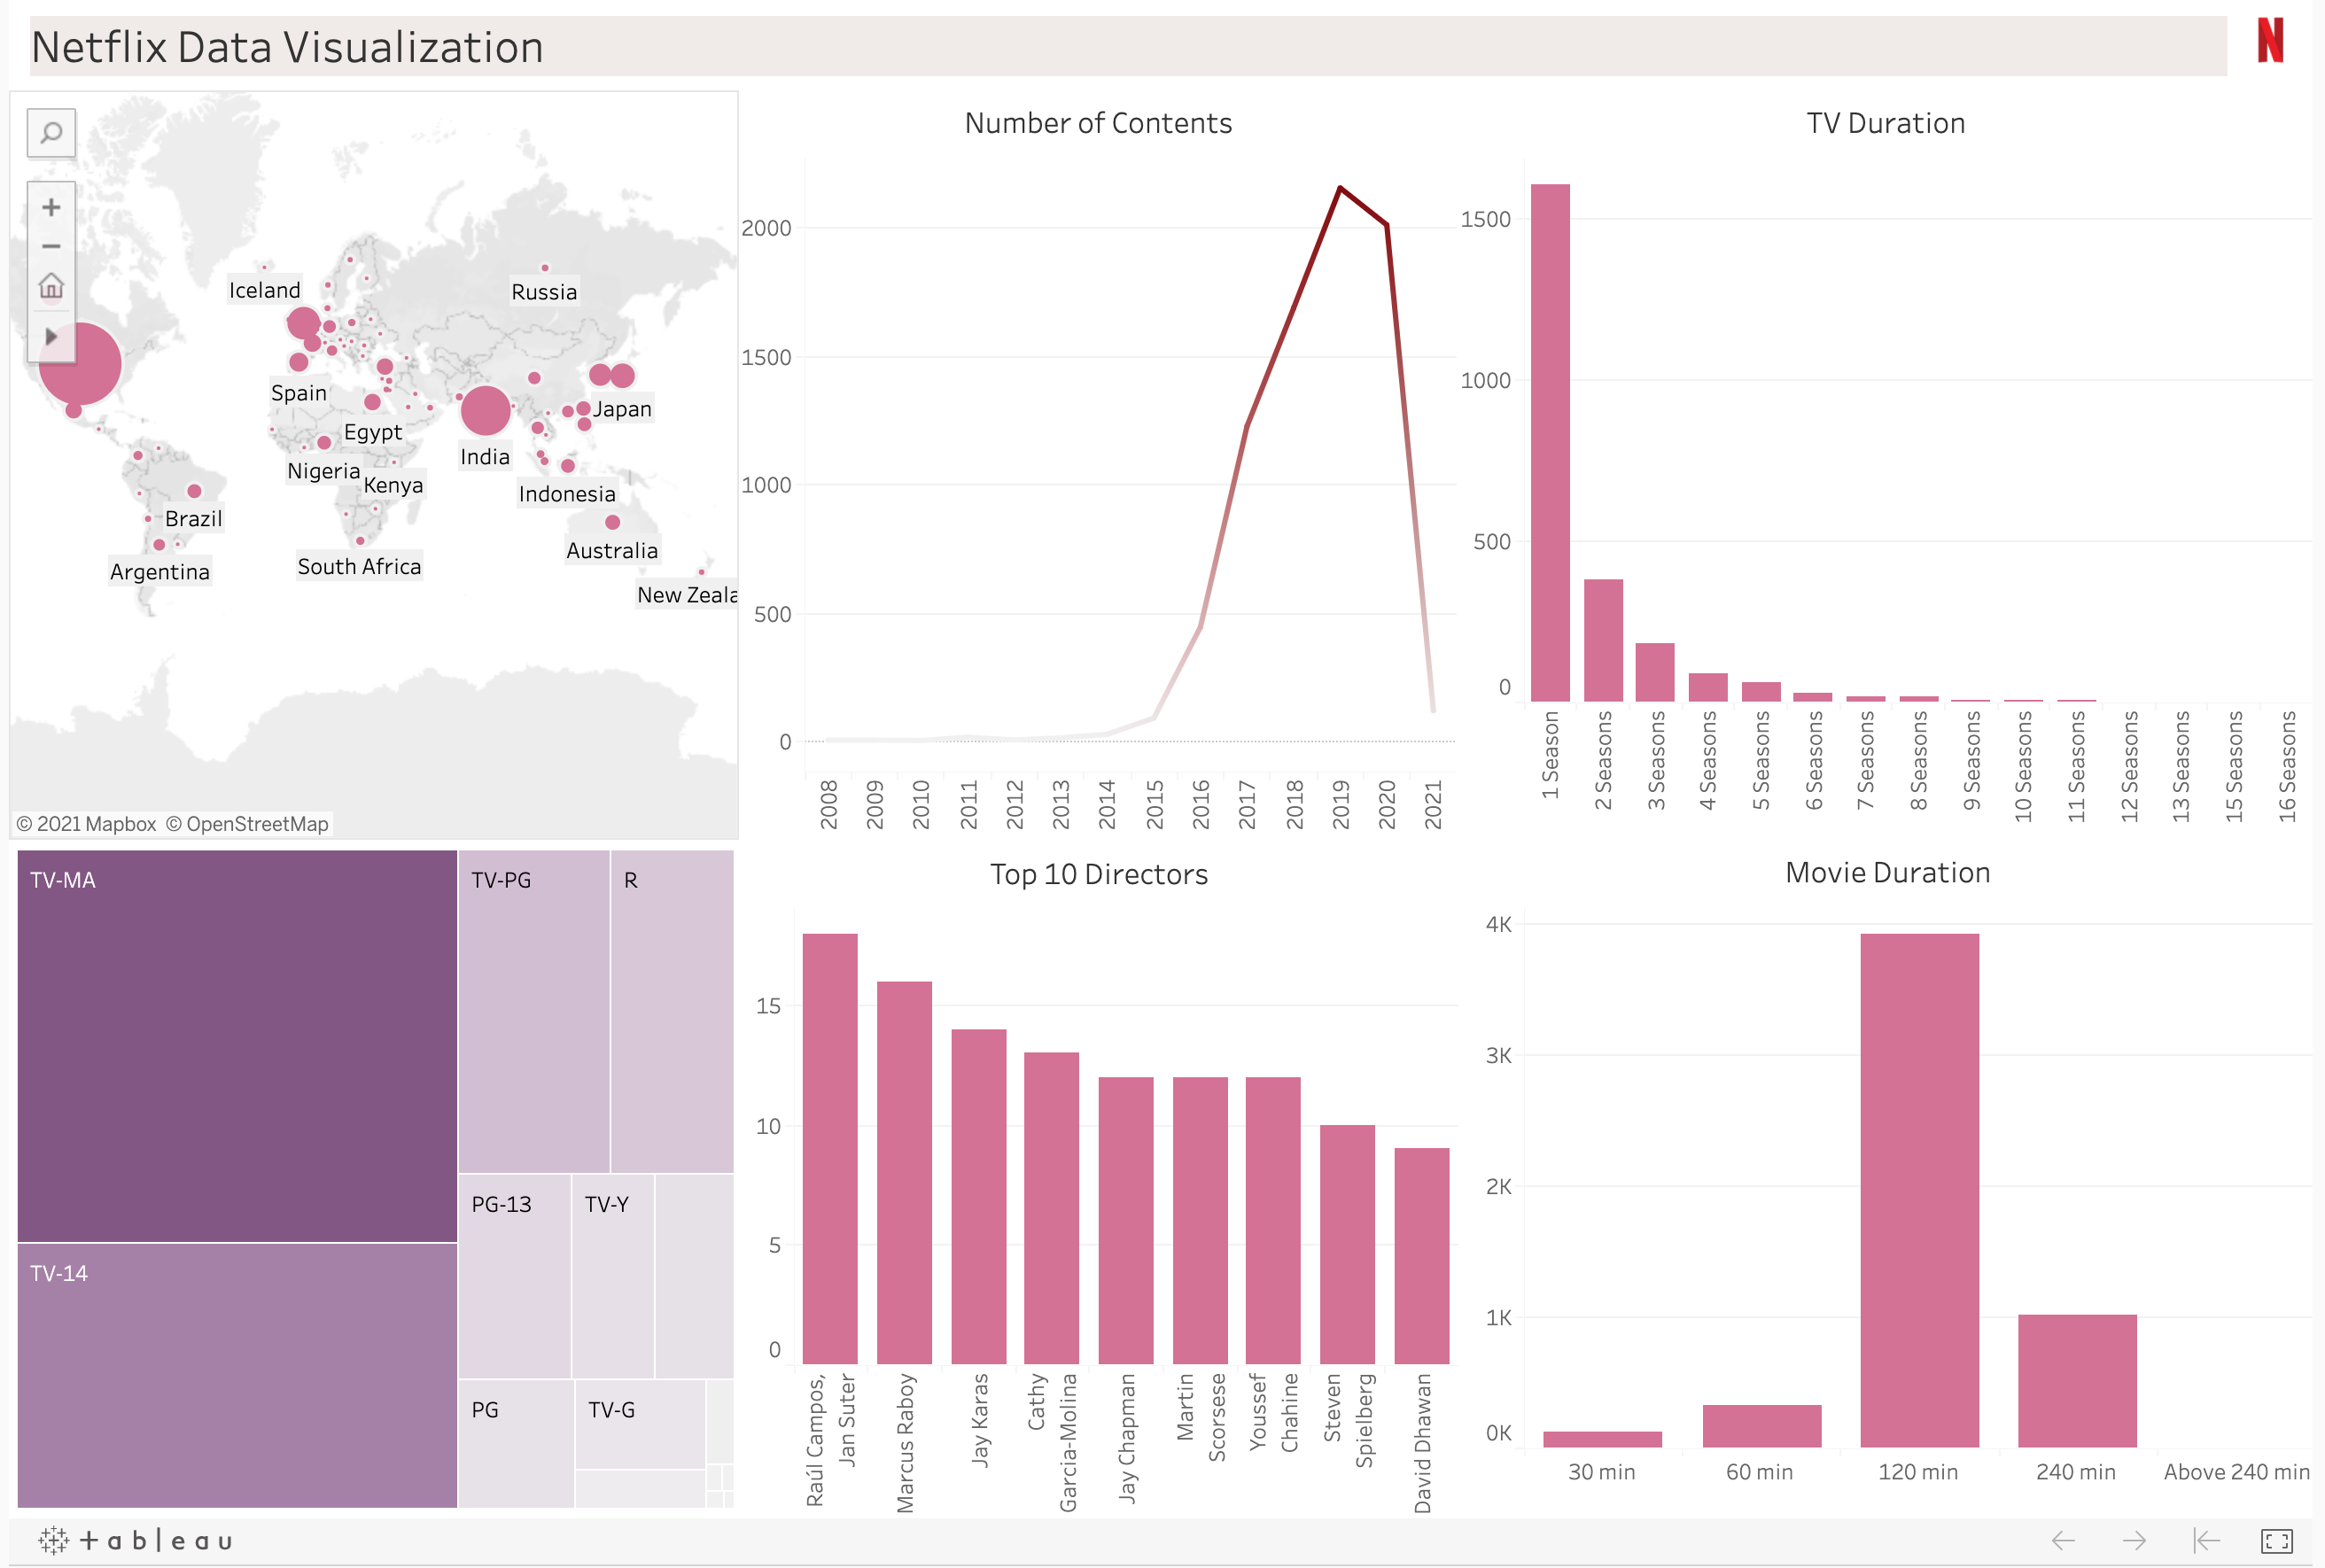 Netflix Data Visualization
N
Iceland
Russia
Spain
Japan
Egypt
India
Nigeria
Kenya
Indonesia
Brazil
Australia
South Africa
Argentina
New Zeala
© 2021 Mapbox © OpenStreetMap
Number of Contents
2000
1500
1000
500
0
2008
2009
2010
2011
2012
2013
2014
2015
2016
2017
2018
2019
2020
2021
TV Duration
1500
1000
500
0
1 Season
2 Seasons
3 Seasons
4 Seasons
5 Seasons
6 Seasons
7 Seasons
8 Seasons
9 Seasons
10 Seasons
11 Seasons
12 Seasons
13 Seasons
15 Seasons
16 Seasons
TV-MA
TV-PG
R
PG-13
TV-Y
TV-14
PG
TV-G
Top 10 Directors
15
10
5
0
Raúl Campos,
Jan Suter
Marcus Raboy
Jay Karas
Cathy
Garcia-Molina
Jay Chapman
Martin
Scorsese
Youssef
Chahine
Steven
Spielberg
David Dhawan
Movie Duration
4K
3K
2K
1K
0K
30 min
60 min
120 min
240 min
Above 240 min
+ableau